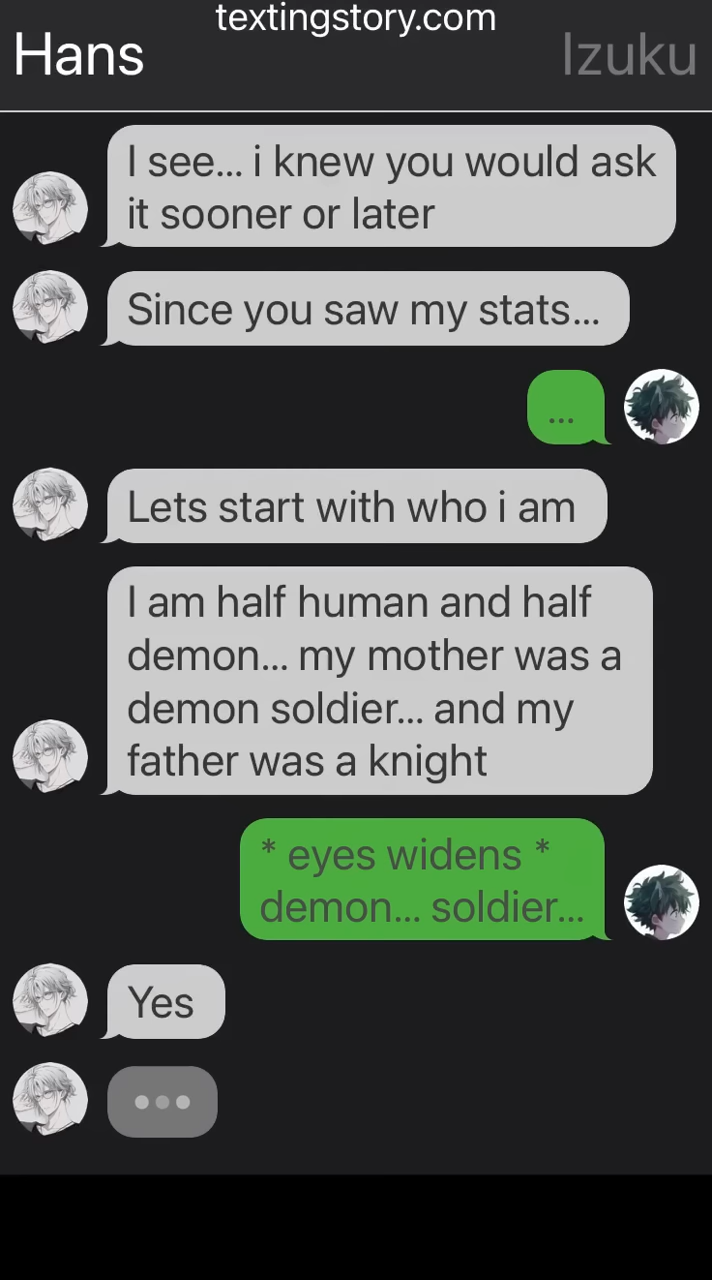 textingstory.com
Hans
Izuku
I see... i knew you would ask
it sooner or later
Since you saw my stats...
...
Lets start with who i am
I am half human and half
demon... my mother was a
demon soldier... and my
father was a knight
* eyes widens *
demon... soldier...
Yes